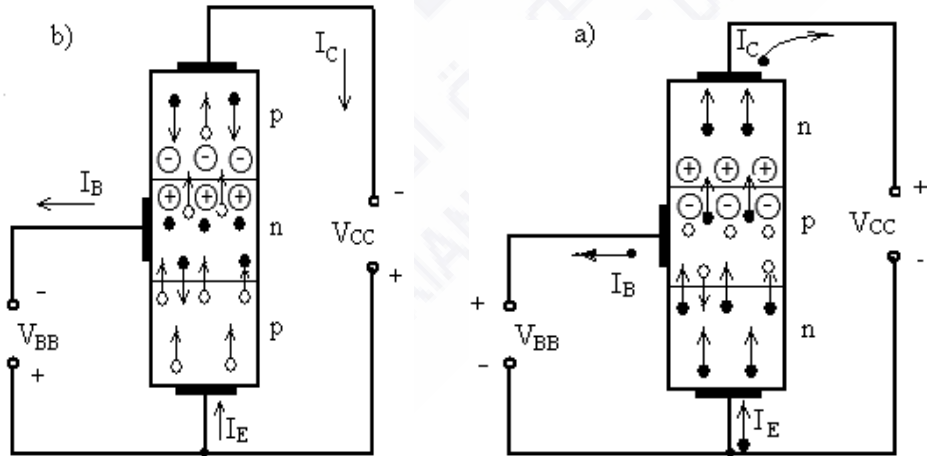 b)
I_C
p
- - -
+ + +
I_B
n
-
V_CC
+
-
V_BB
+
p
I_E
a)
I_C
n
+ + +
- - -
p
+
V_CC
-
I_B
+
V_BB
-
n
I_E